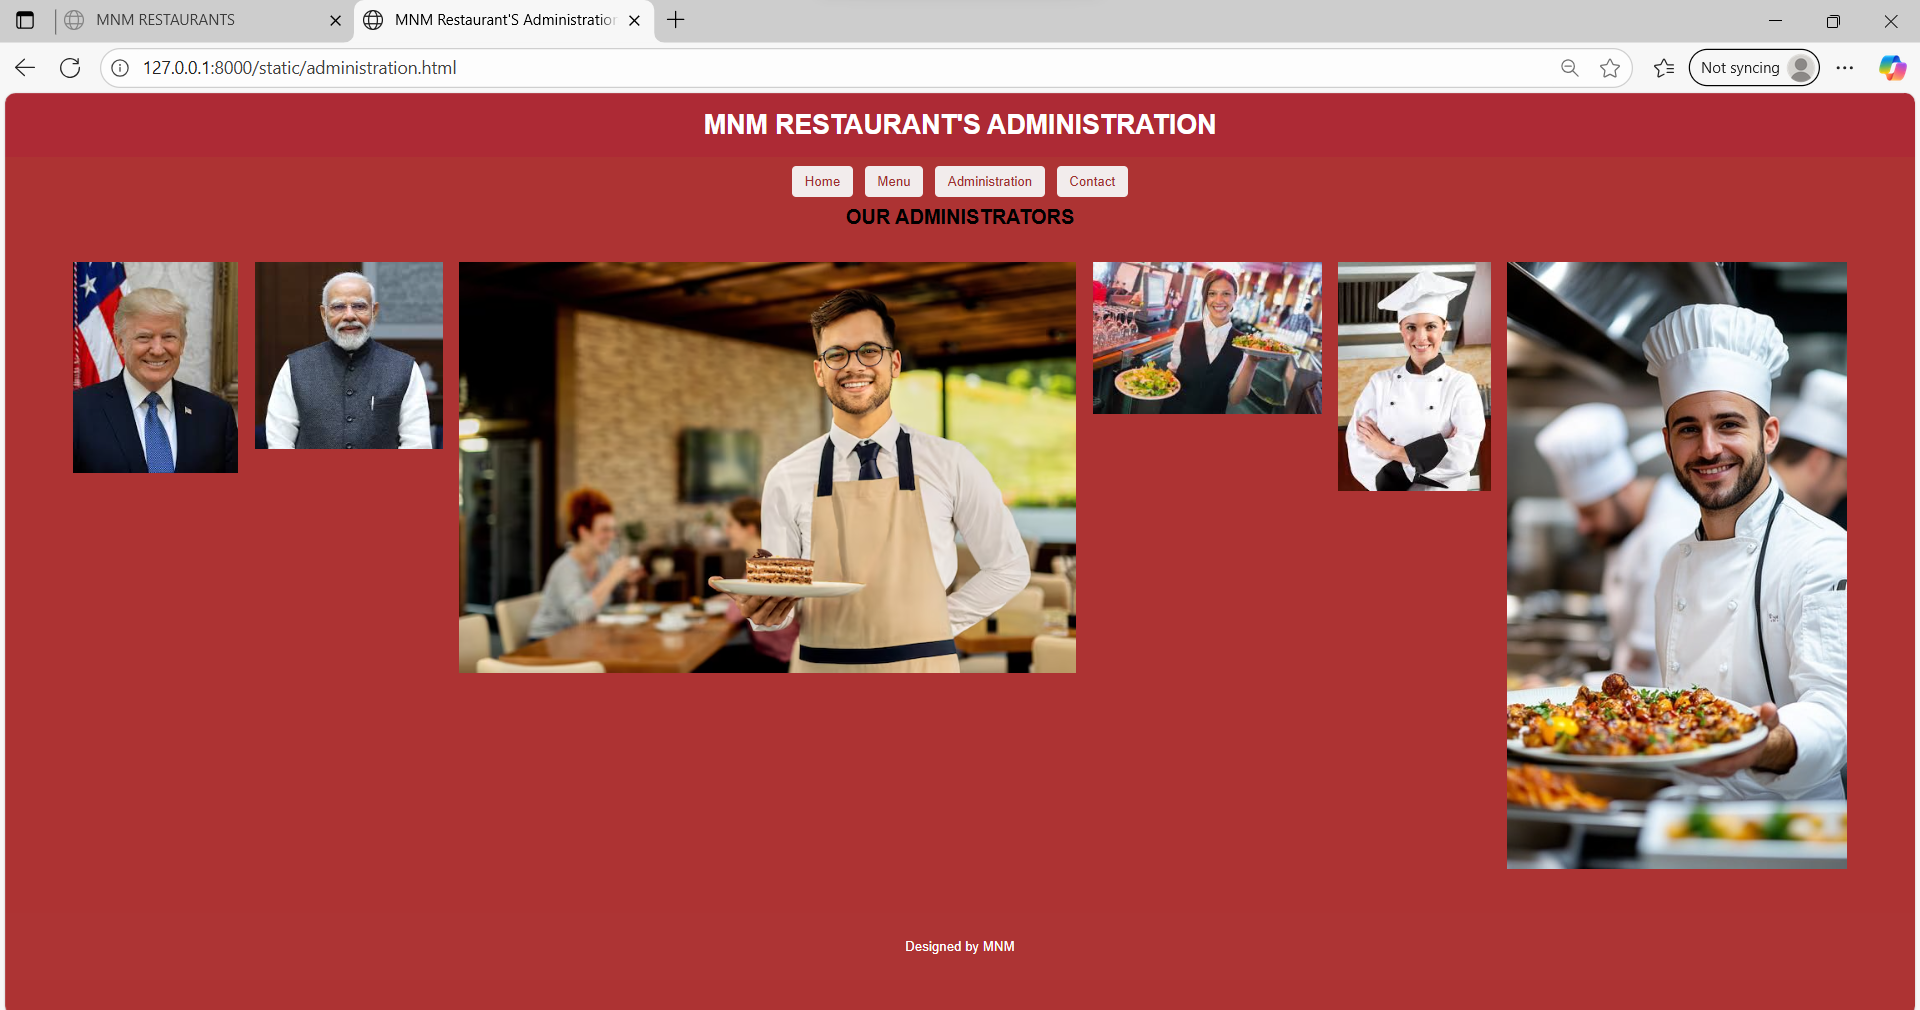 MNM RESTAURANTS
MNM Restaurant'S Administration
127.0.0.1:8000/static/administration.html
Not syncing
MNM RESTAURANT'S ADMINISTRATION
Home Menu Administration Contact
OUR ADMINISTRATORS
Designed by MNM